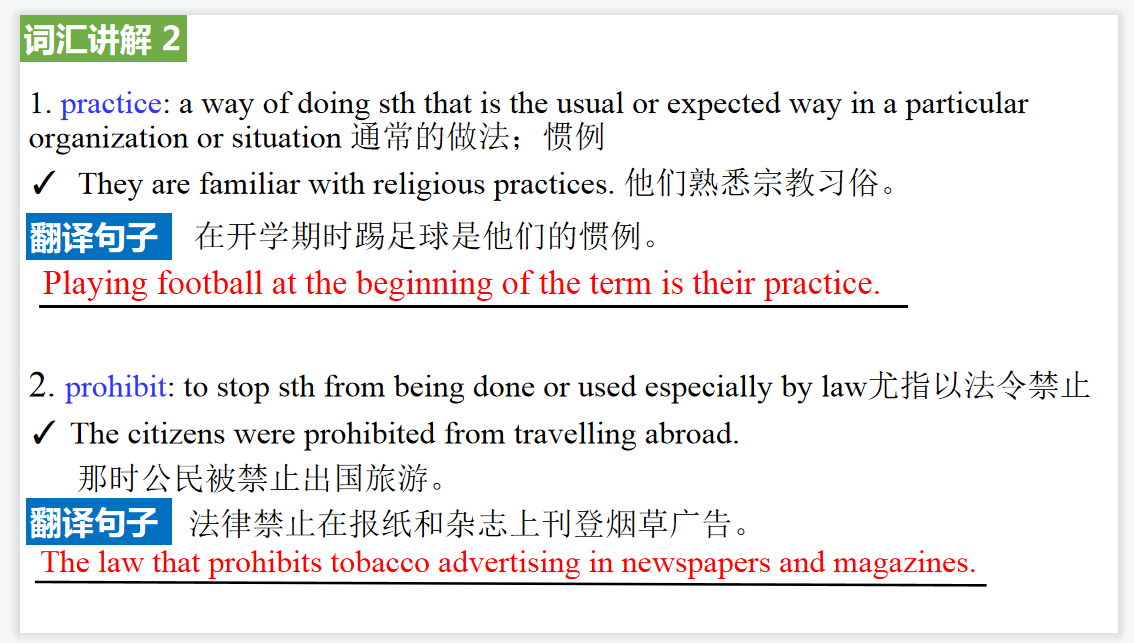 词汇讲解 2
1. practice: a way of doing sth that is the usual or expected way in a particular
organization or situation 通常的做法；惯例
✓ They are familiar with religious practices. 他们熟悉宗教习俗。
翻译句子 在开学期时踢足球是他们的惯例。
Playing football at the beginning of the term is their practice.
2. prohibit: to stop sth from being done or used especially by law尤指以法令禁止
✓ The citizens were prohibited from travelling abroad.
那时公民被禁止出国旅游。
翻译句子 法律禁止在报纸和杂志上刊登烟草广告。
The law that prohibits tobacco advertising in newspapers and magazines.